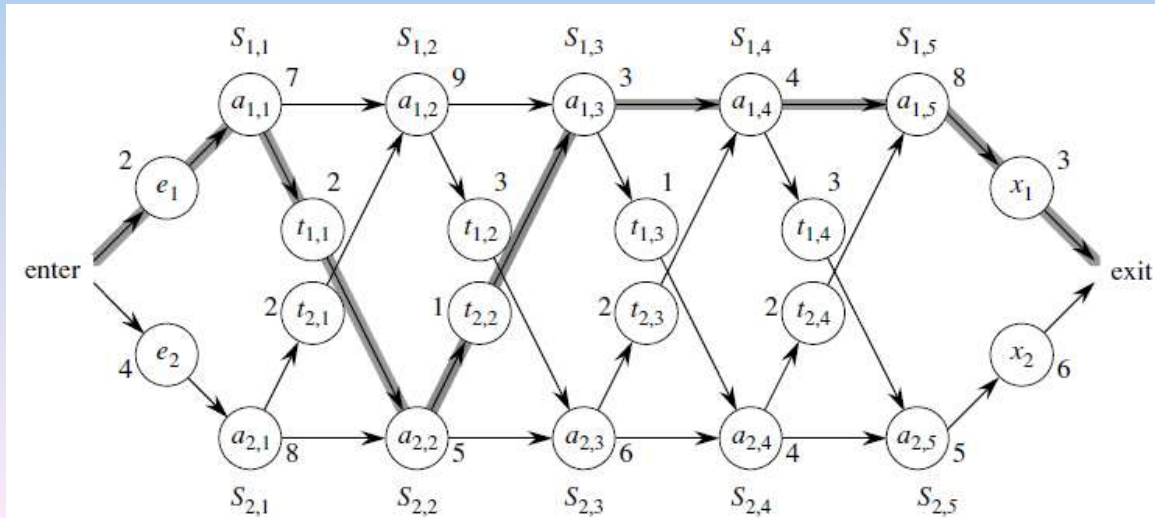 S1,1 S1,2 S1,3 S1,4 S1,5
7 9 3 4 8
a1,1 a1,2 a1,3 a1,4 a1,5
2 2 3 1 3 3
e1 x1
t1,1 t1,2 t1,3 t1,4
enter exit
2 t2,1 1 t2,2 2 t2,3 2 t2,4
e2 x2
4 6
a2,1 a2,2 a2,3 a2,4 a2,5
8 5 6 4 5
S2,1 S2,2 S2,3 S2,4 S2,5